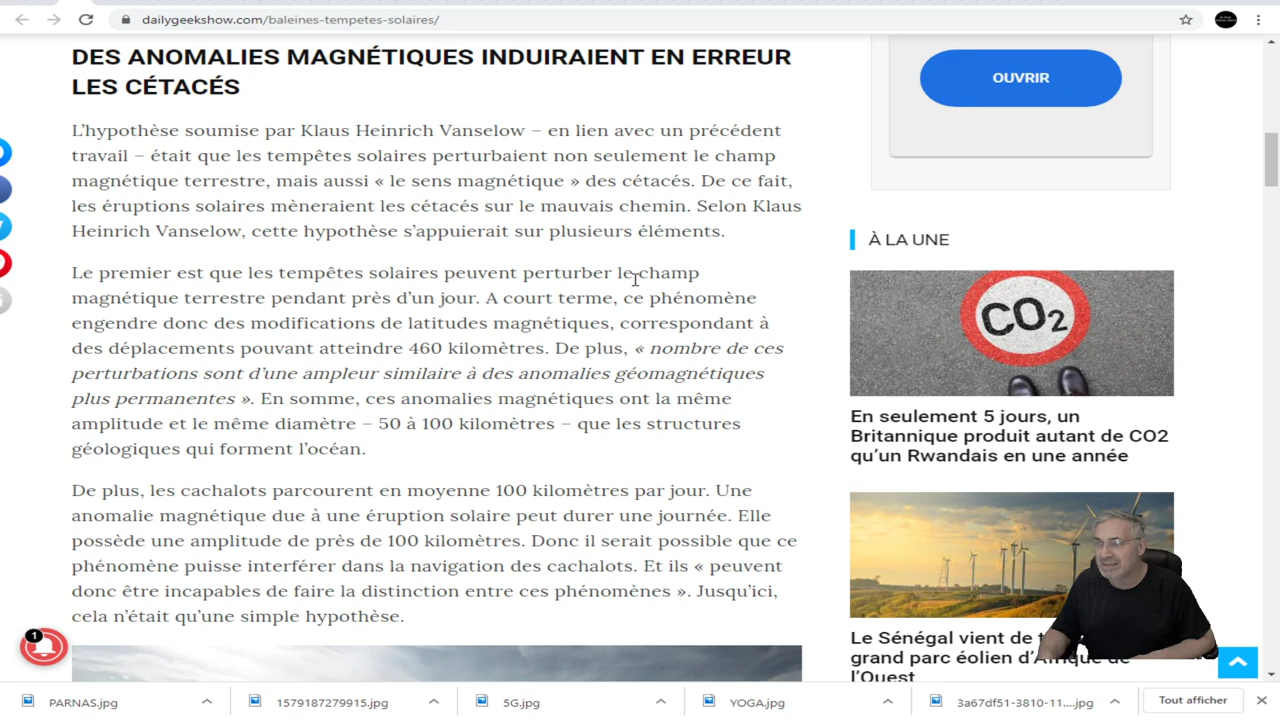 dailygeekshow.com/baleines-tempetes-solaires/
DES ANOMALIES MAGNÉTIQUES INDUIRAIENT EN ERREUR
LES CÉTACÉS
L’hypothèse soumise par Klaus Heinrich Vanselow – en lien avec un précédent
travail – était que les tempêtes solaires perturbaient non seulement le champ
magnétique terrestre, mais aussi « le sens magnétique » des cétacés. De ce fait,
les éruptions solaires mèneraient les cétacés sur le mauvais chemin. Selon Klaus
Heinrich Vanselow, cette hypothèse s’appuierait sur plusieurs éléments.
Le premier est que les tempêtes solaires peuvent perturber le champ
magnétique terrestre pendant près d’un jour. A court terme, ce phénomène
engendre donc des modifications de latitudes magnétiques, correspondant à
des déplacements pouvant atteindre 460 kilomètres. De plus, « nombre de ces
perturbations sont d’une ampleur similaire à des anomalies géomagnétiques
plus permanentes ». En somme, ces anomalies magnétiques ont la même
amplitude et le même diamètre – 50 à 100 kilomètres – que les structures
géologiques qui forment l’océan.
De plus, les cachalots parcourent en moyenne 100 kilomètres par jour. Une
anomalie magnétique due à une éruption solaire peut durer une journée. Elle
possède une amplitude de près de 100 kilomètres. Donc il serait possible que ce
phénomène puisse interférer dans la navigation des cachalots. Et ils « peuvent
donc être incapables de faire la distinction entre ces phénomènes ». Jusqu’ici,
cela n’était qu’une simple hypothèse.
1
OUVRIR
À LA UNE
CO2
En seulement 5 jours, un
Britannique produit autant de CO2
qu’un Rwandais en une année
Le Sénégal vient de
grand parc éolien d’Afrique de
l’Ouest
PARNAS.jpg
1579187279915.jpg
5G.jpg
YOGA.jpg
3a67df51-3810-11....jpg
Tout afficher